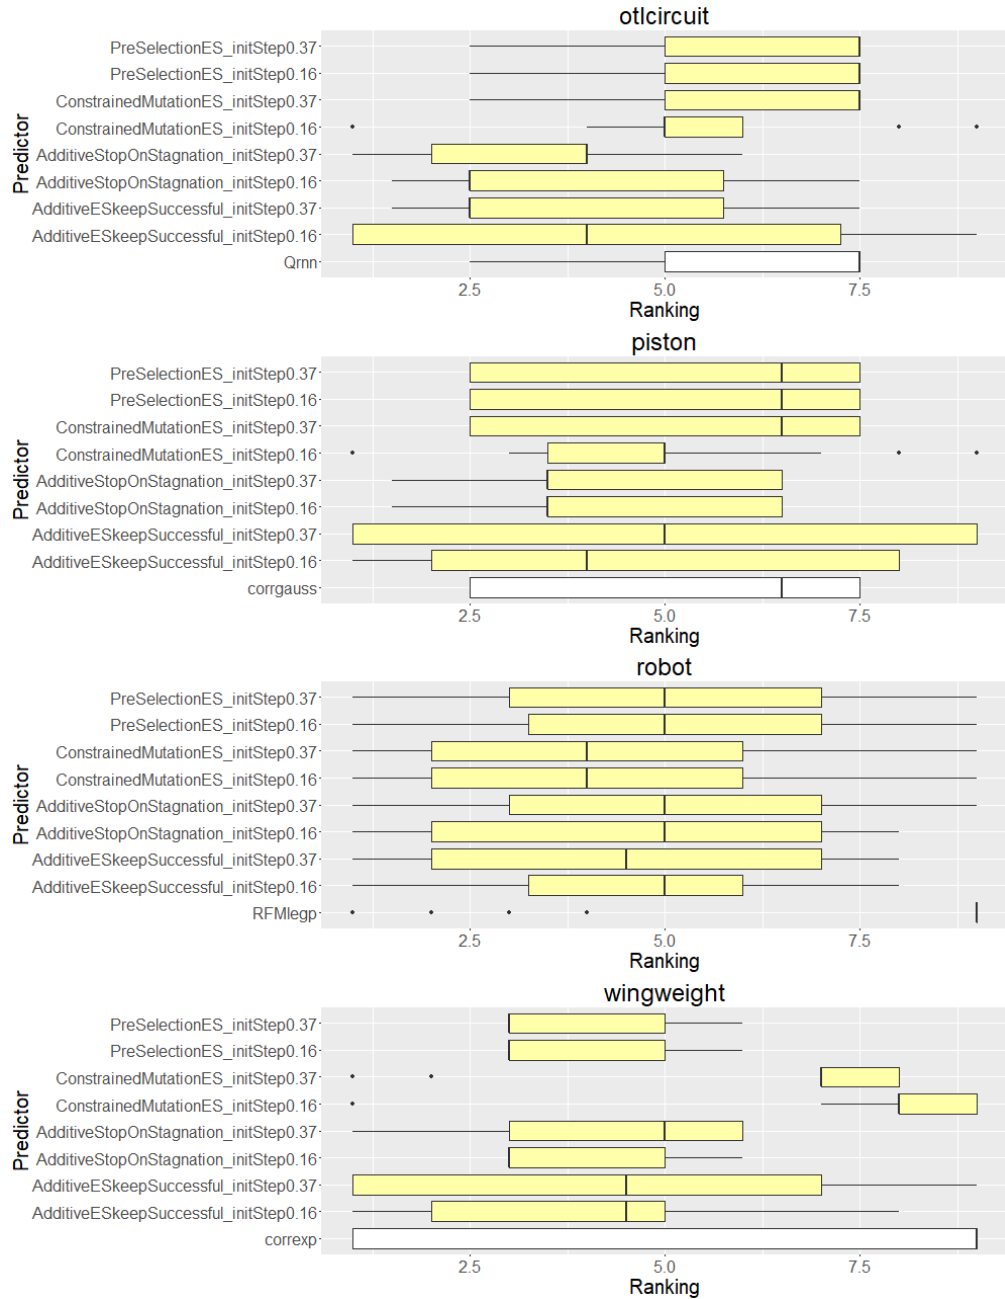 otlcircuit
PreSelectionES_initStep0.37
PreSelectionES_initStep0.16
ConstrainedMutationES_initStep0.37
ConstrainedMutationES_initStep0.16
AdditiveStopOnStagnation_initStep0.37
AdditiveStopOnStagnation_initStep0.16
AdditiveESkeepSuccessful_initStep0.37
AdditiveESkeepSuccessful_initStep0.16
Qrnn
Predictor
2.5 5.0 7.5
Ranking
piston
PreSelectionES_initStep0.37
PreSelectionES_initStep0.16
ConstrainedMutationES_initStep0.37
ConstrainedMutationES_initStep0.16
AdditiveStopOnStagnation_initStep0.37
AdditiveStopOnStagnation_initStep0.16
AdditiveESkeepSuccessful_initStep0.37
AdditiveESkeepSuccessful_initStep0.16
corrgauss
Predictor
2.5 5.0 7.5
Ranking
robot
PreSelectionES_initStep0.37
PreSelectionES_initStep0.16
ConstrainedMutationES_initStep0.37
ConstrainedMutationES_initStep0.16
AdditiveStopOnStagnation_initStep0.37
AdditiveStopOnStagnation_initStep0.16
AdditiveESkeepSuccessful_initStep0.37
AdditiveESkeepSuccessful_initStep0.16
RFMlegp
Predictor
2.5 5.0 7.5
Ranking
wingweight
PreSelectionES_initStep0.37
PreSelectionES_initStep0.16
ConstrainedMutationES_initStep0.37
ConstrainedMutationES_initStep0.16
AdditiveStopOnStagnation_initStep0.37
AdditiveStopOnStagnation_initStep0.16
AdditiveESkeepSuccessful_initStep0.37
AdditiveESkeepSuccessful_initStep0.16
correxp
Predictor
2.5 5.0 7.5
Ranking